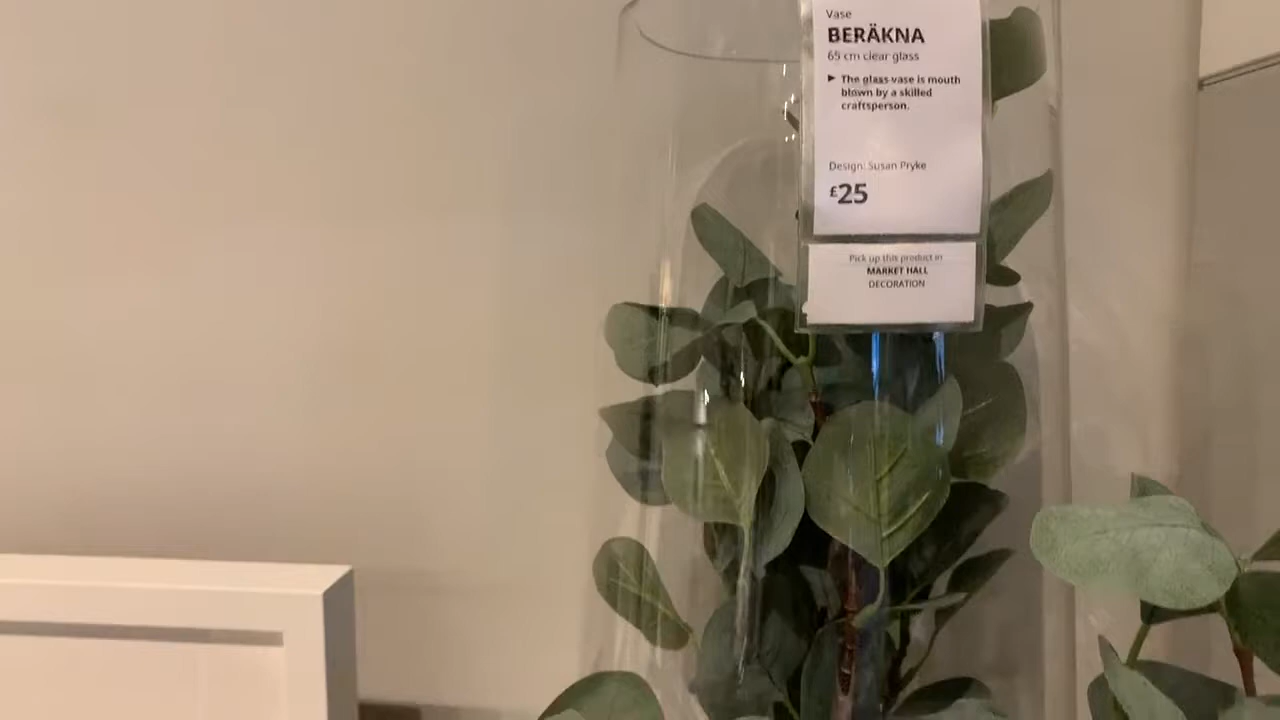 Vase
BERÄKNA
65 cm clear glass
► The glass vase is mouth
blown by a skilled
craftsperson.
Design: Susan Pryke
£25
Pick up this product in
MARKET HALL
DECORATION